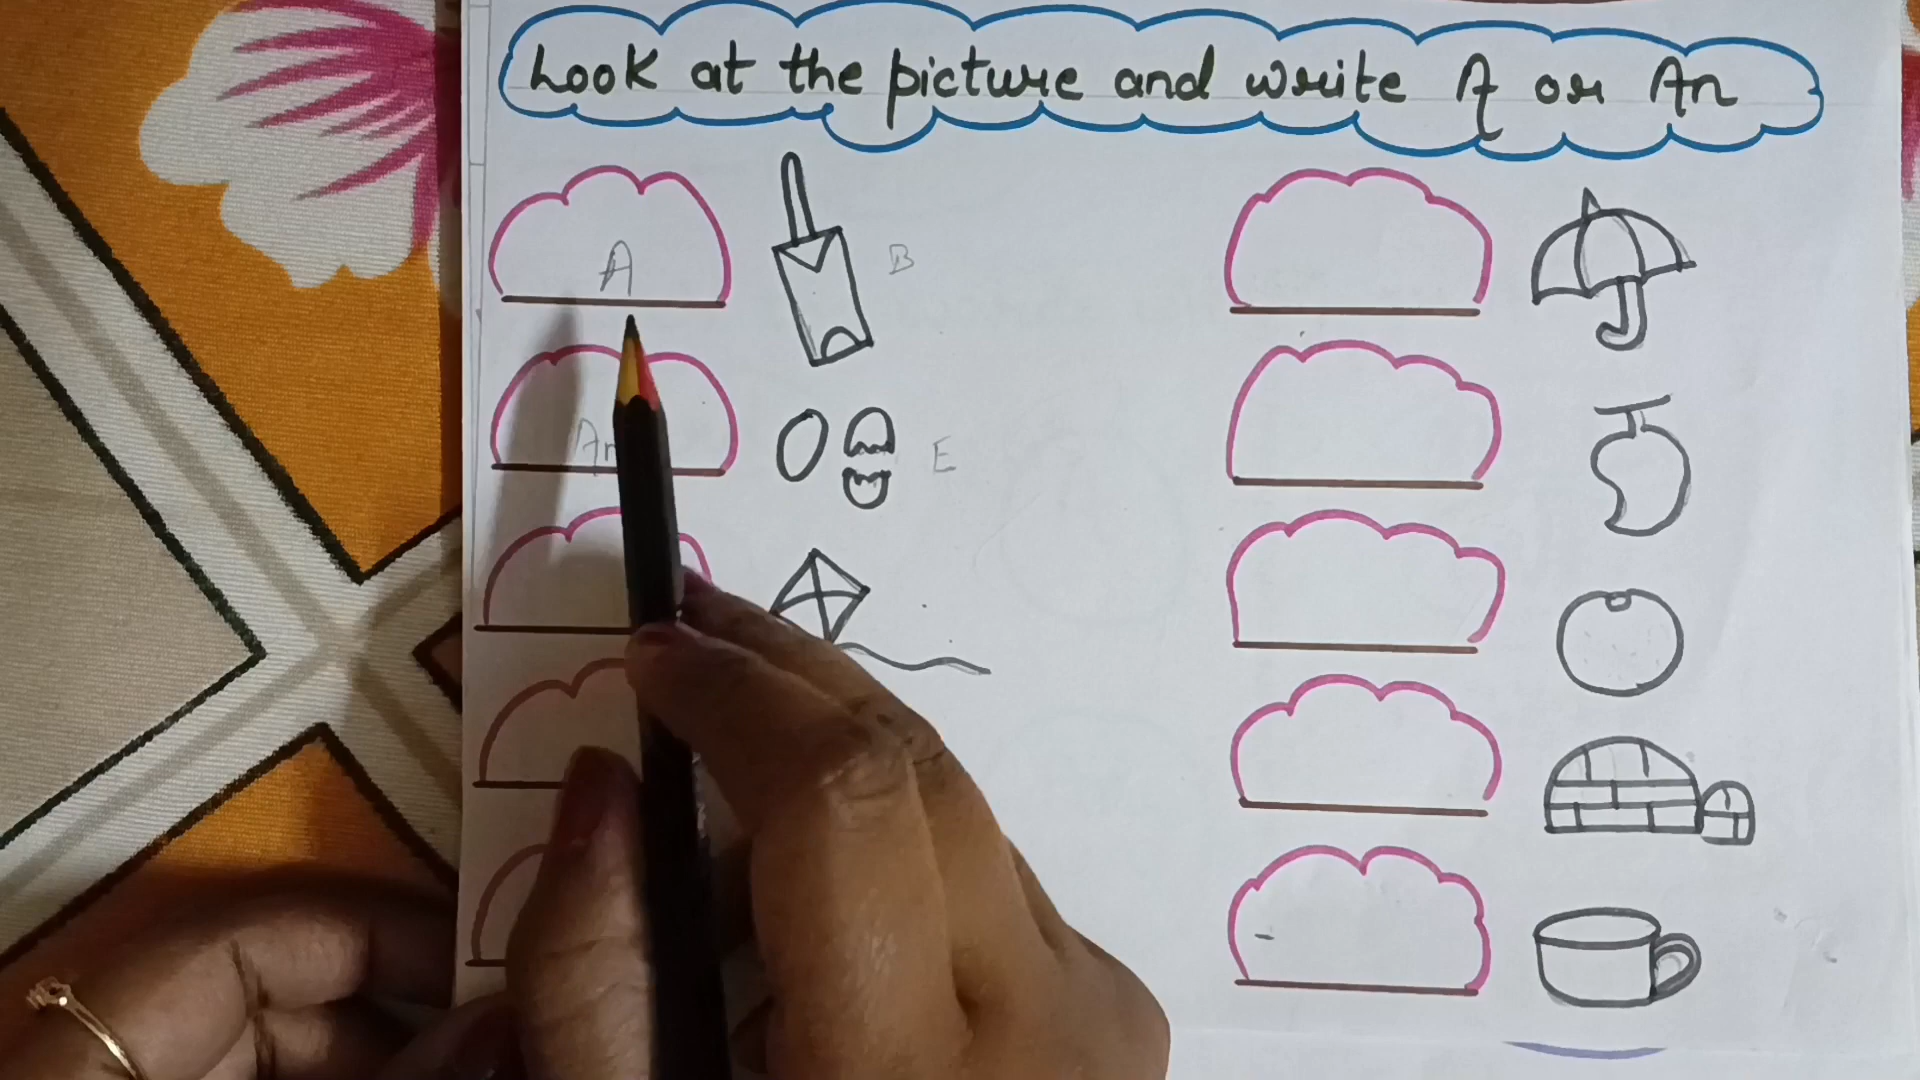 Look at the picture and write A or An
A B
An E